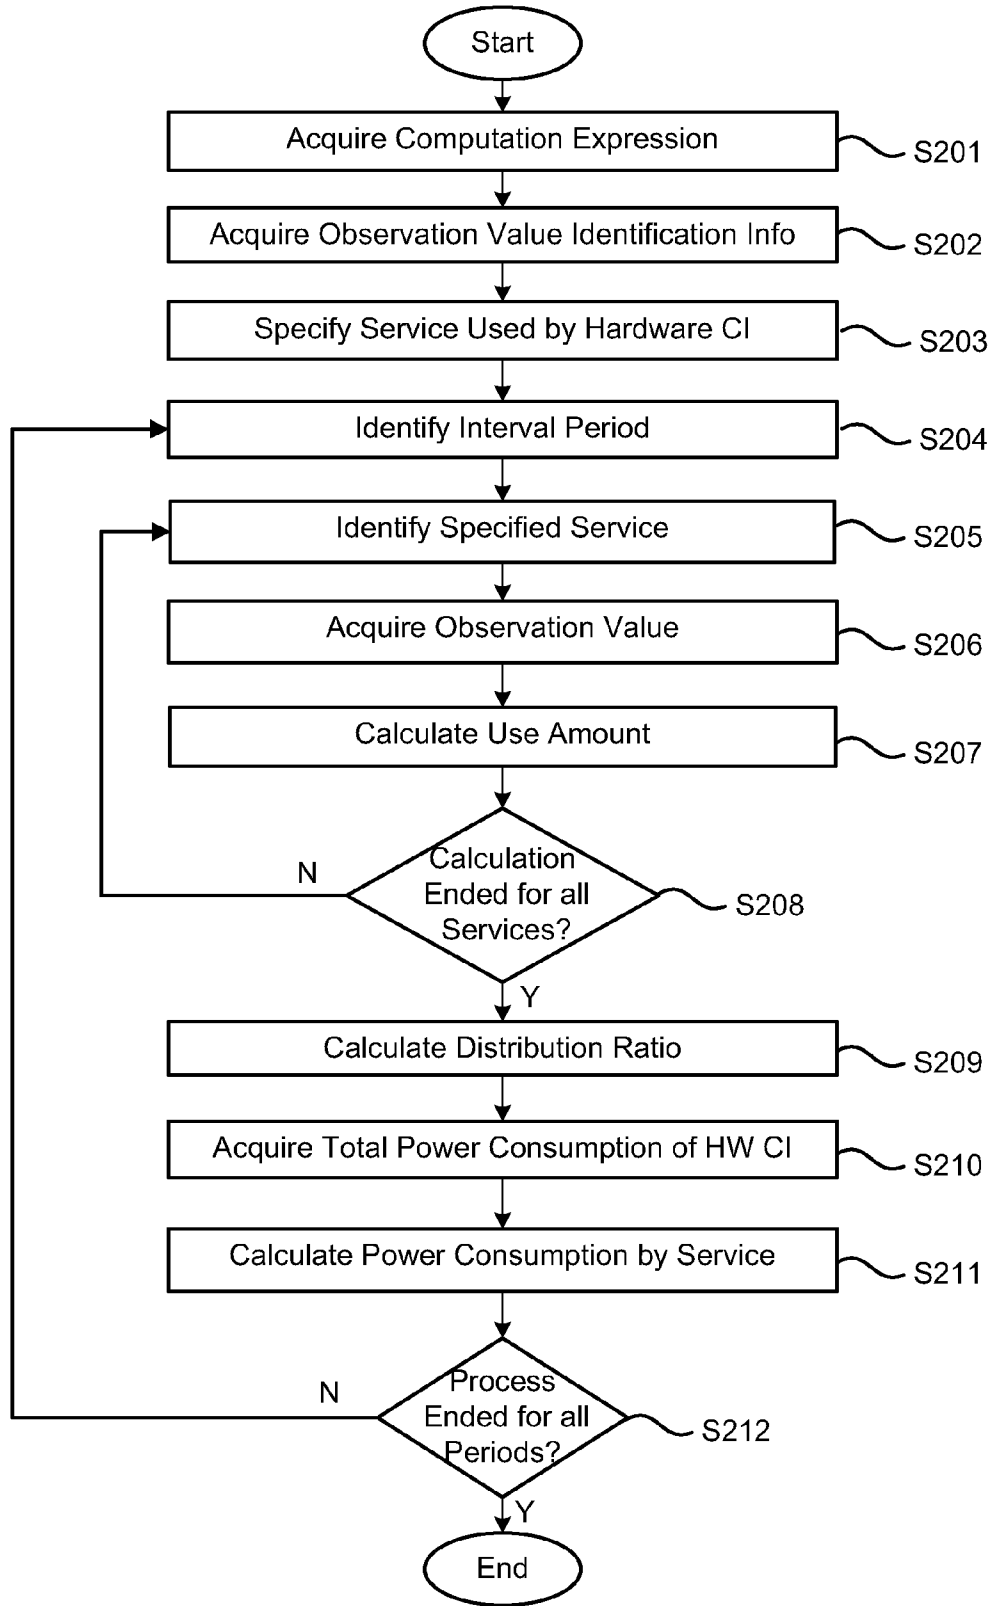 Start
Acquire Computation Expression
S201
Acquire Observation Value Identification Info
S202
Specify Service Used by Hardware CI
S203
Identify Interval Period
S204
Identify Specified Service
S205
Acquire Observation Value
S206
Calculate Use Amount
S207
Calculation
Ended for all
Services?
N
S208
Y
Calculate Distribution Ratio
S209
Acquire Total Power Consumption of HW CI
S210
Calculate Power Consumption by Service
S211
Process
Ended for all
Periods?
N
S212
Y
End